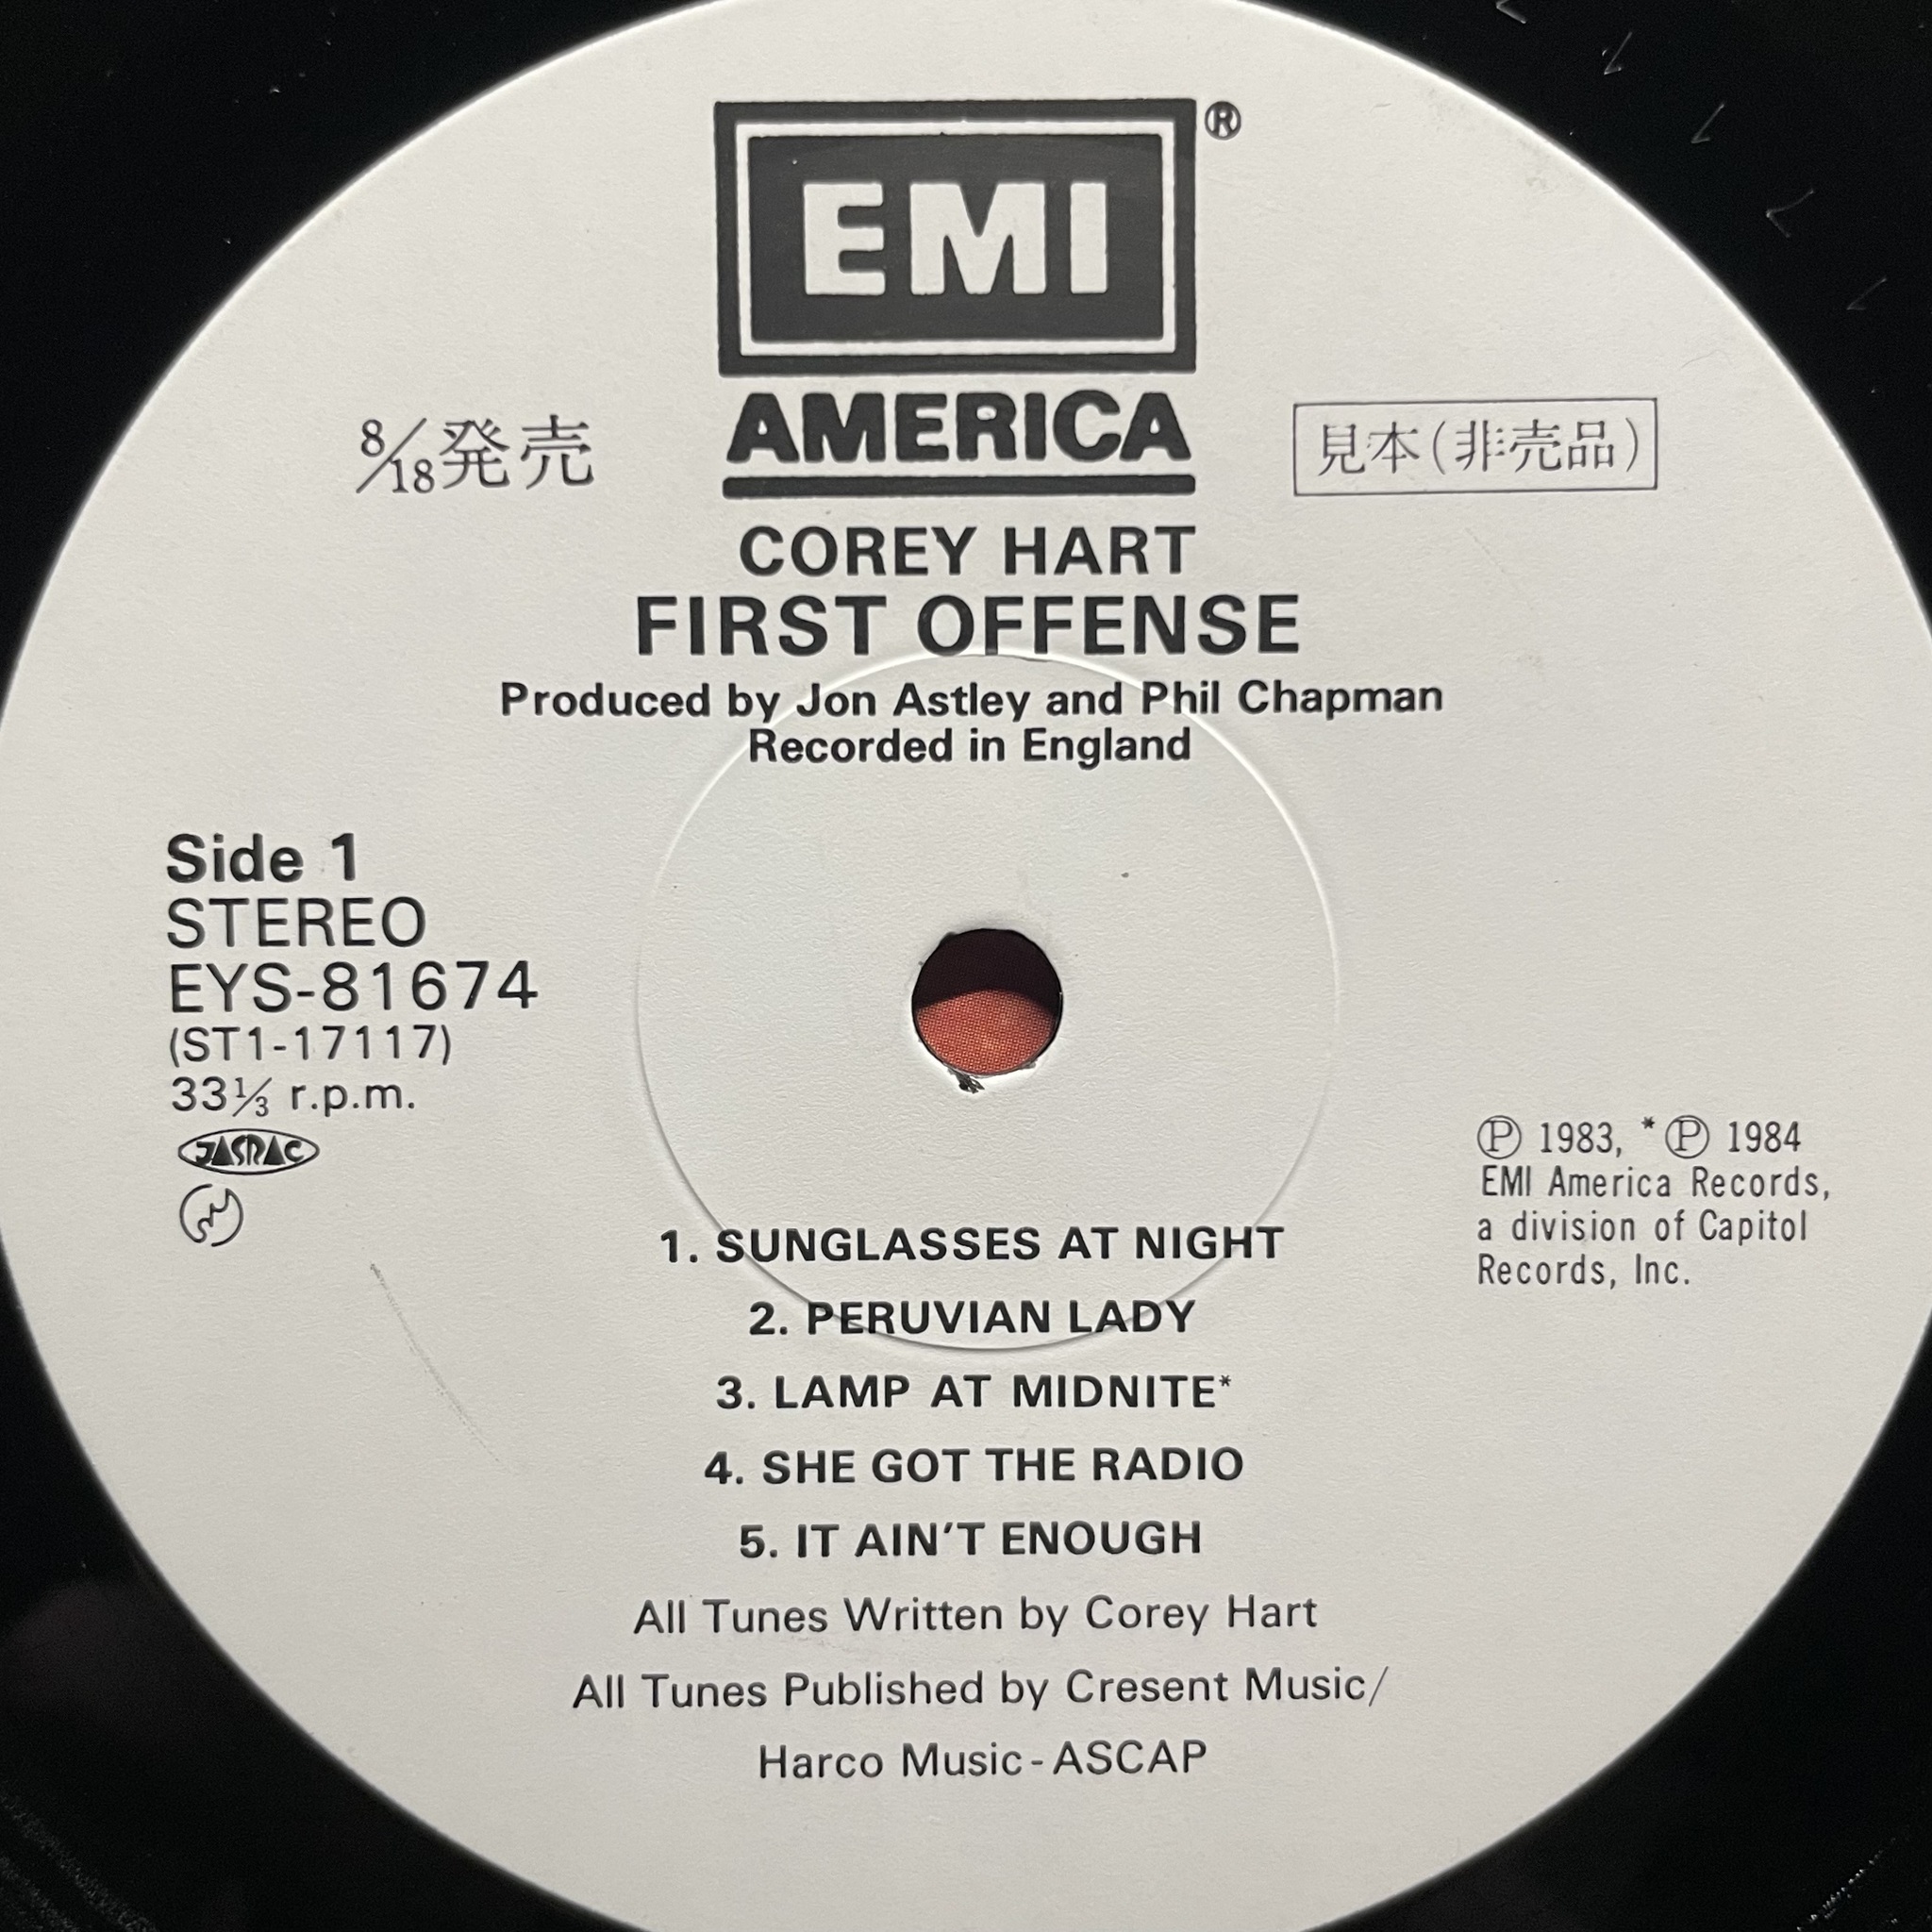 EMI ®
AMERICA
8/18発売
見本(非売品)
COREY HART
FIRST OFFENSE
Produced by Jon Astley and Phil Chapman
Recorded in England
Side 1
STEREO
EYS-81674
(ST1-17117)
33⅓ r.p.m.
JASRAC
Ⓟ 1983, *Ⓟ 1984
EMI America Records,
a division of Capitol
Records, Inc.
1. SUNGLASSES AT NIGHT
2. PERUVIAN LADY
3. LAMP AT MIDNITE*
4. SHE GOT THE RADIO
5. IT AIN'T ENOUGH
All Tunes Written by Corey Hart
All Tunes Published by Cresent Music/
Harco Music-ASCAP